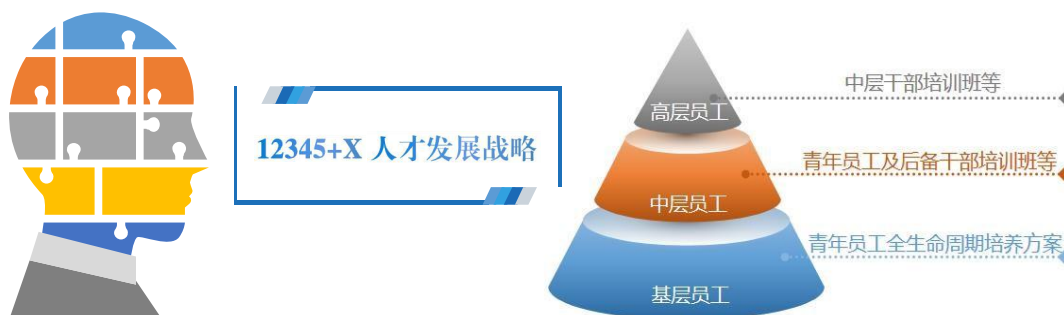 12345+X 人才发展战略
高层员工
中层干部培训班等
中层员工
青年员工及后备干部培训班等
基层员工
青年员工全生命周期培养方案